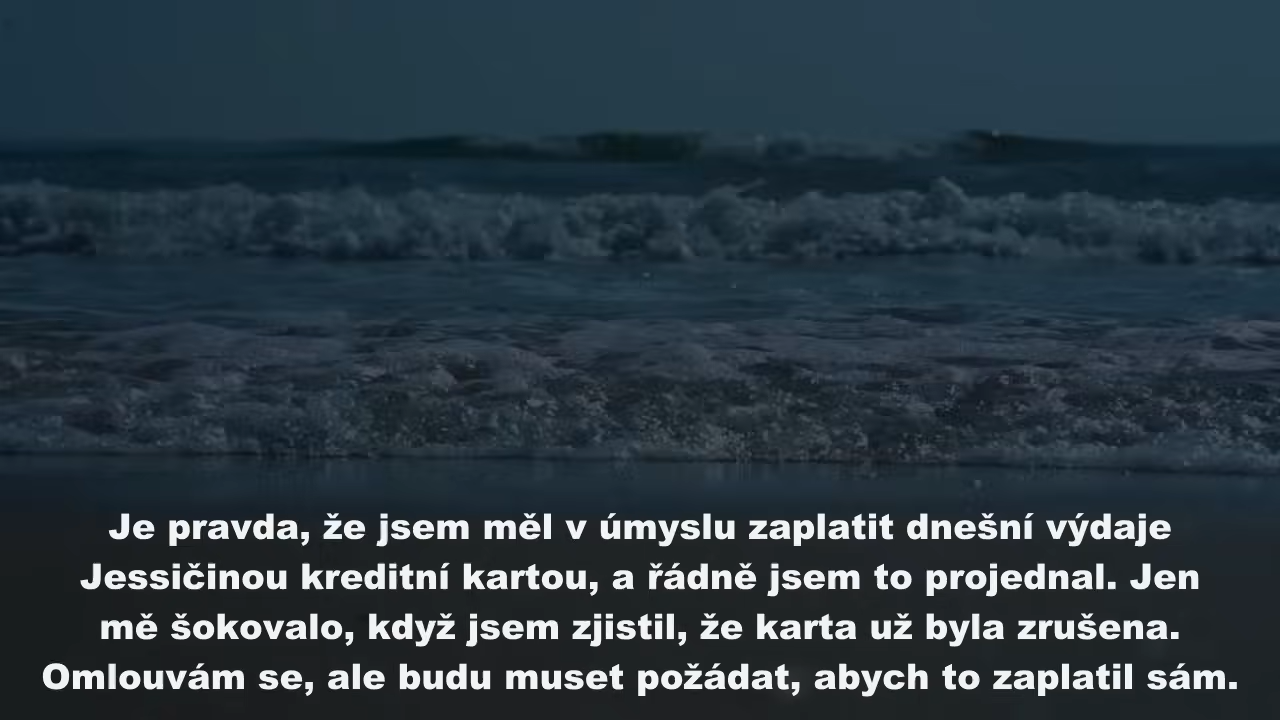 Je pravda, že jsem měl v úmyslu zaplatit dnešní výdaje
Jessičinou kreditní kartou, a řádně jsem to projednal. Jen
mě šokovalo, když jsem zjistil, že karta už byla zrušena.
Omlouvám se, ale budu muset požádat, abych to zaplatil sám.